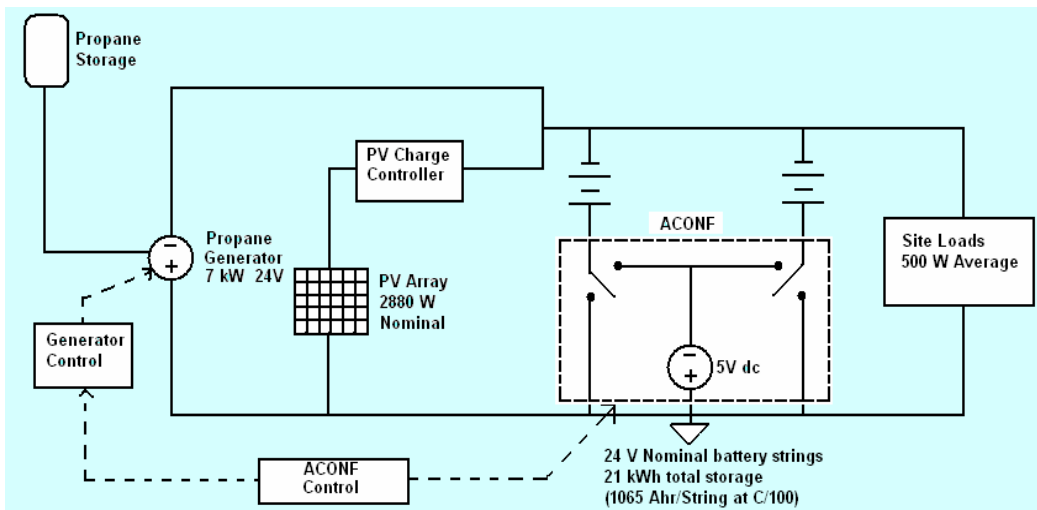 Propane
Storage
PV Charge
Controller
ACONF
Propane
Generator
7 kW 24V
PV Array
2880 W
Nominal
Site Loads
500 W Average
−
+
Generator
Control
−
+
5V dc
ACONF
Control
24 V Nominal battery strings
21 kWh total storage
(1065 Ahr/String at C/100)